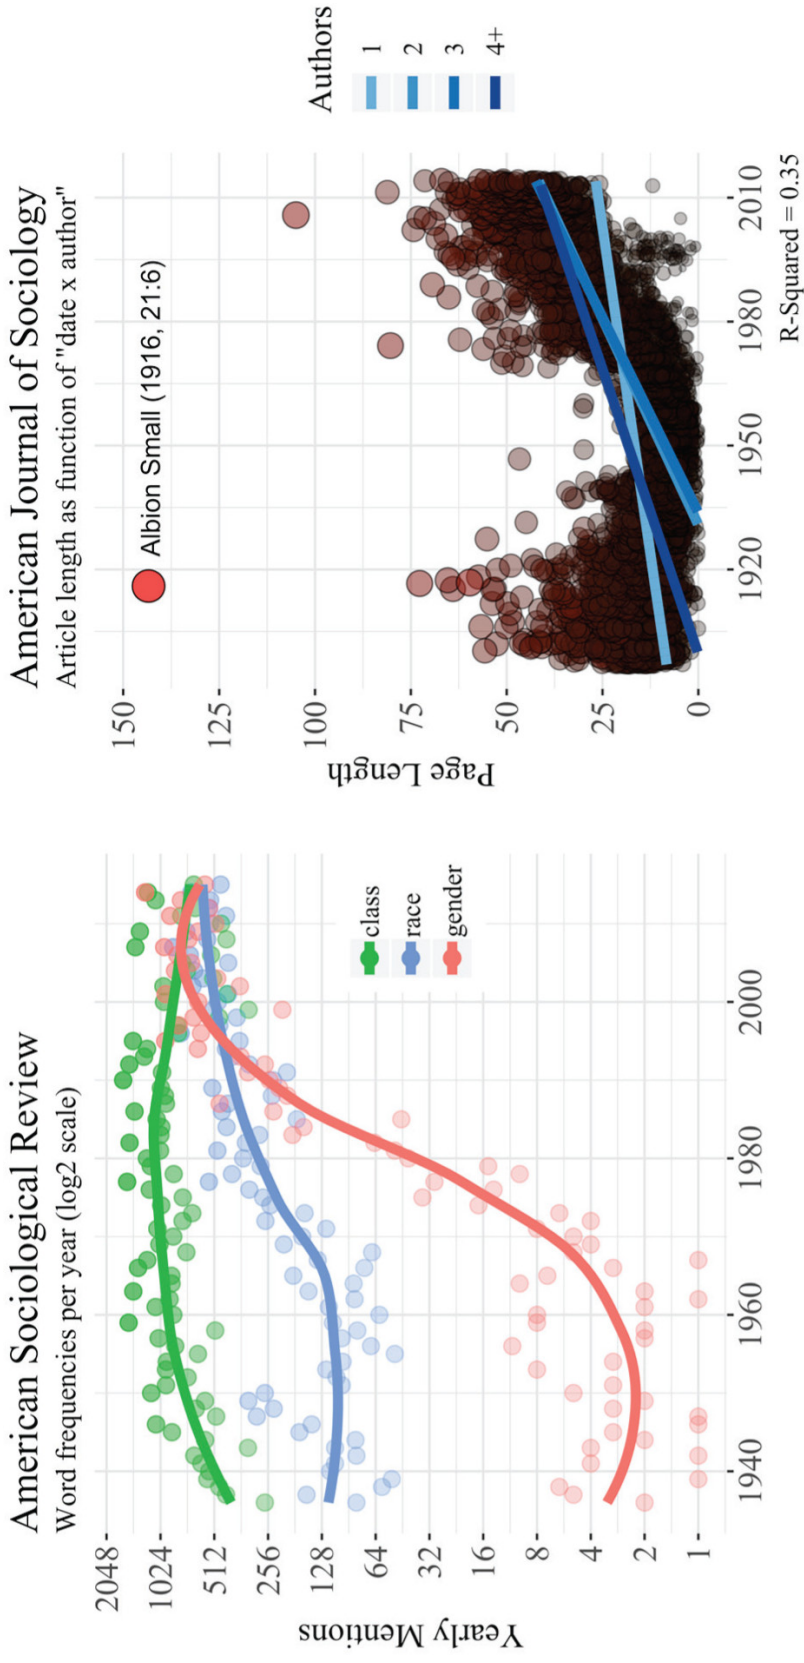 American Sociological Review
Word frequencies per year (log2 scale)
Yearly Mentions
2048
1024
512
256
128
64
32
16
8
4
2
1
class
race
gender
1940
1960
1980
2000
American Journal of Sociology
Article length as function of "date x author"
Page Length
150
125
100
75
50
25
0
Albion Small (1916, 21:6)
1920
1950
1980
2010
R-Squared = 0.35
Authors
1
2
3
4+